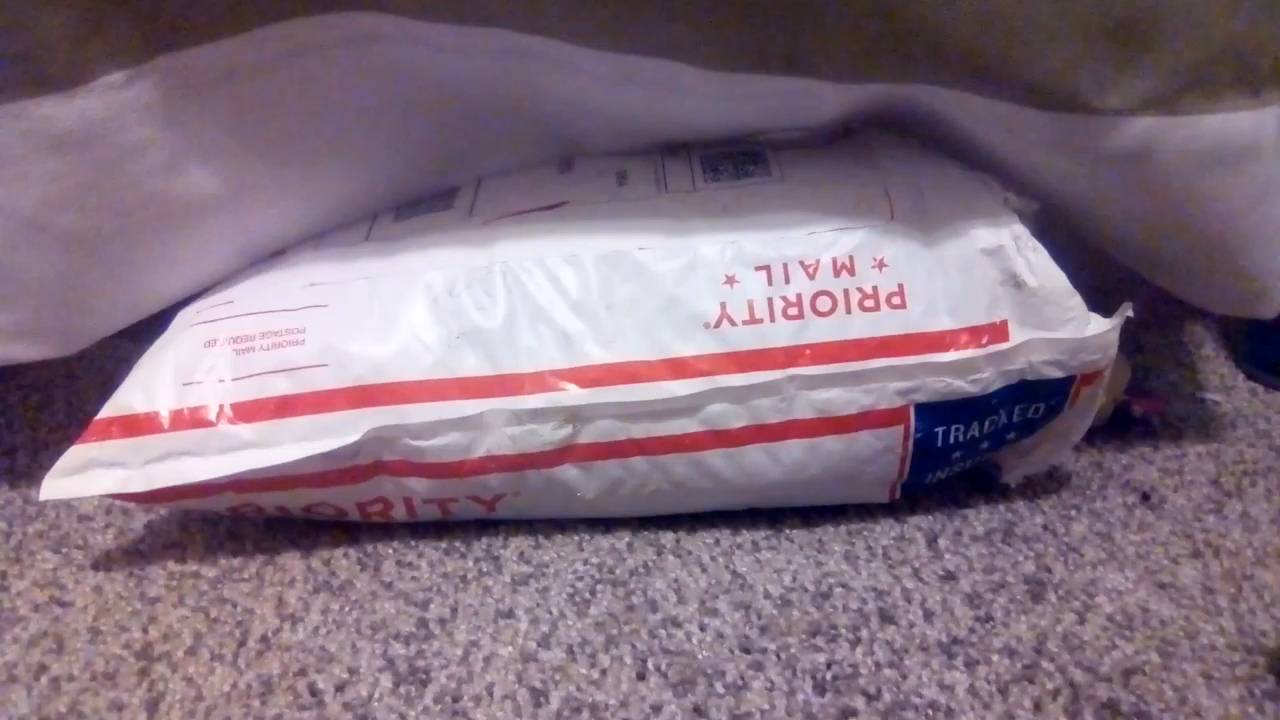 PRIORITY®
★ MAIL ★
PRIORITY MAIL
POSTAGE REQUIRED
PRIORITY®
TRACKED
★ ★ ★